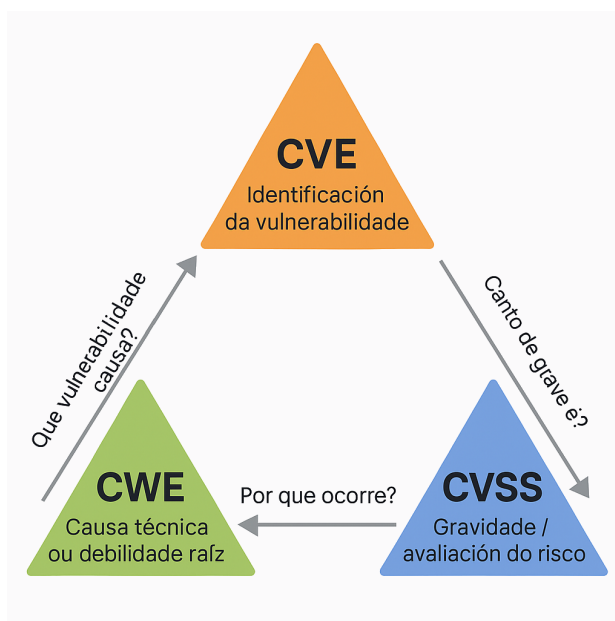 CVE
Identificación
da vulnerabilidade
Que vulnerabilidade
causa?
Canto de grave é?
CWE
Causa técnica
ou debilidade raíz
Por que ocorre?
CVSS
Gravidade /
avaliación do risco